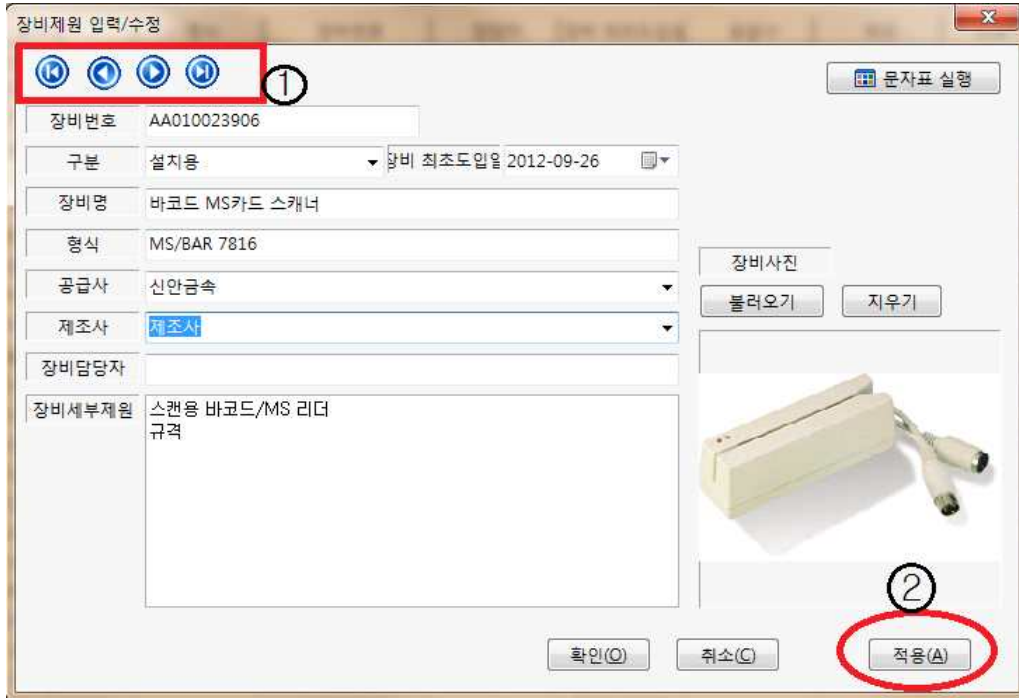 장비제원 입력/수정
①
문자표 실행
장비번호 AA010023906
구분 설치용 장비 최초도입일 2012-09-26
장비명 바코드 MS카드 스캐너
형식 MS/BAR 7816
장비사진
공급사 신안금속
불러오기 지우기
제조사 제조사
장비담당자
장비세부제원 스캔용 바코드/MS 리더
규격
②
확인(O) 취소(C) 적용(A)